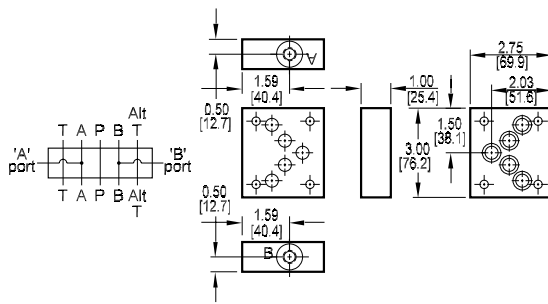 Alt
T A P B T
'A' port
'B' port
T A P B Alt
T
A
0.50
[12.7]
1.59
[40.4]
1.00
[25.4]
2.75
[69.9]
2.03
[51.6]
1.50
[38.1]
3.00
[76.2]
0.50
[12.7]
1.59
[40.4]
B